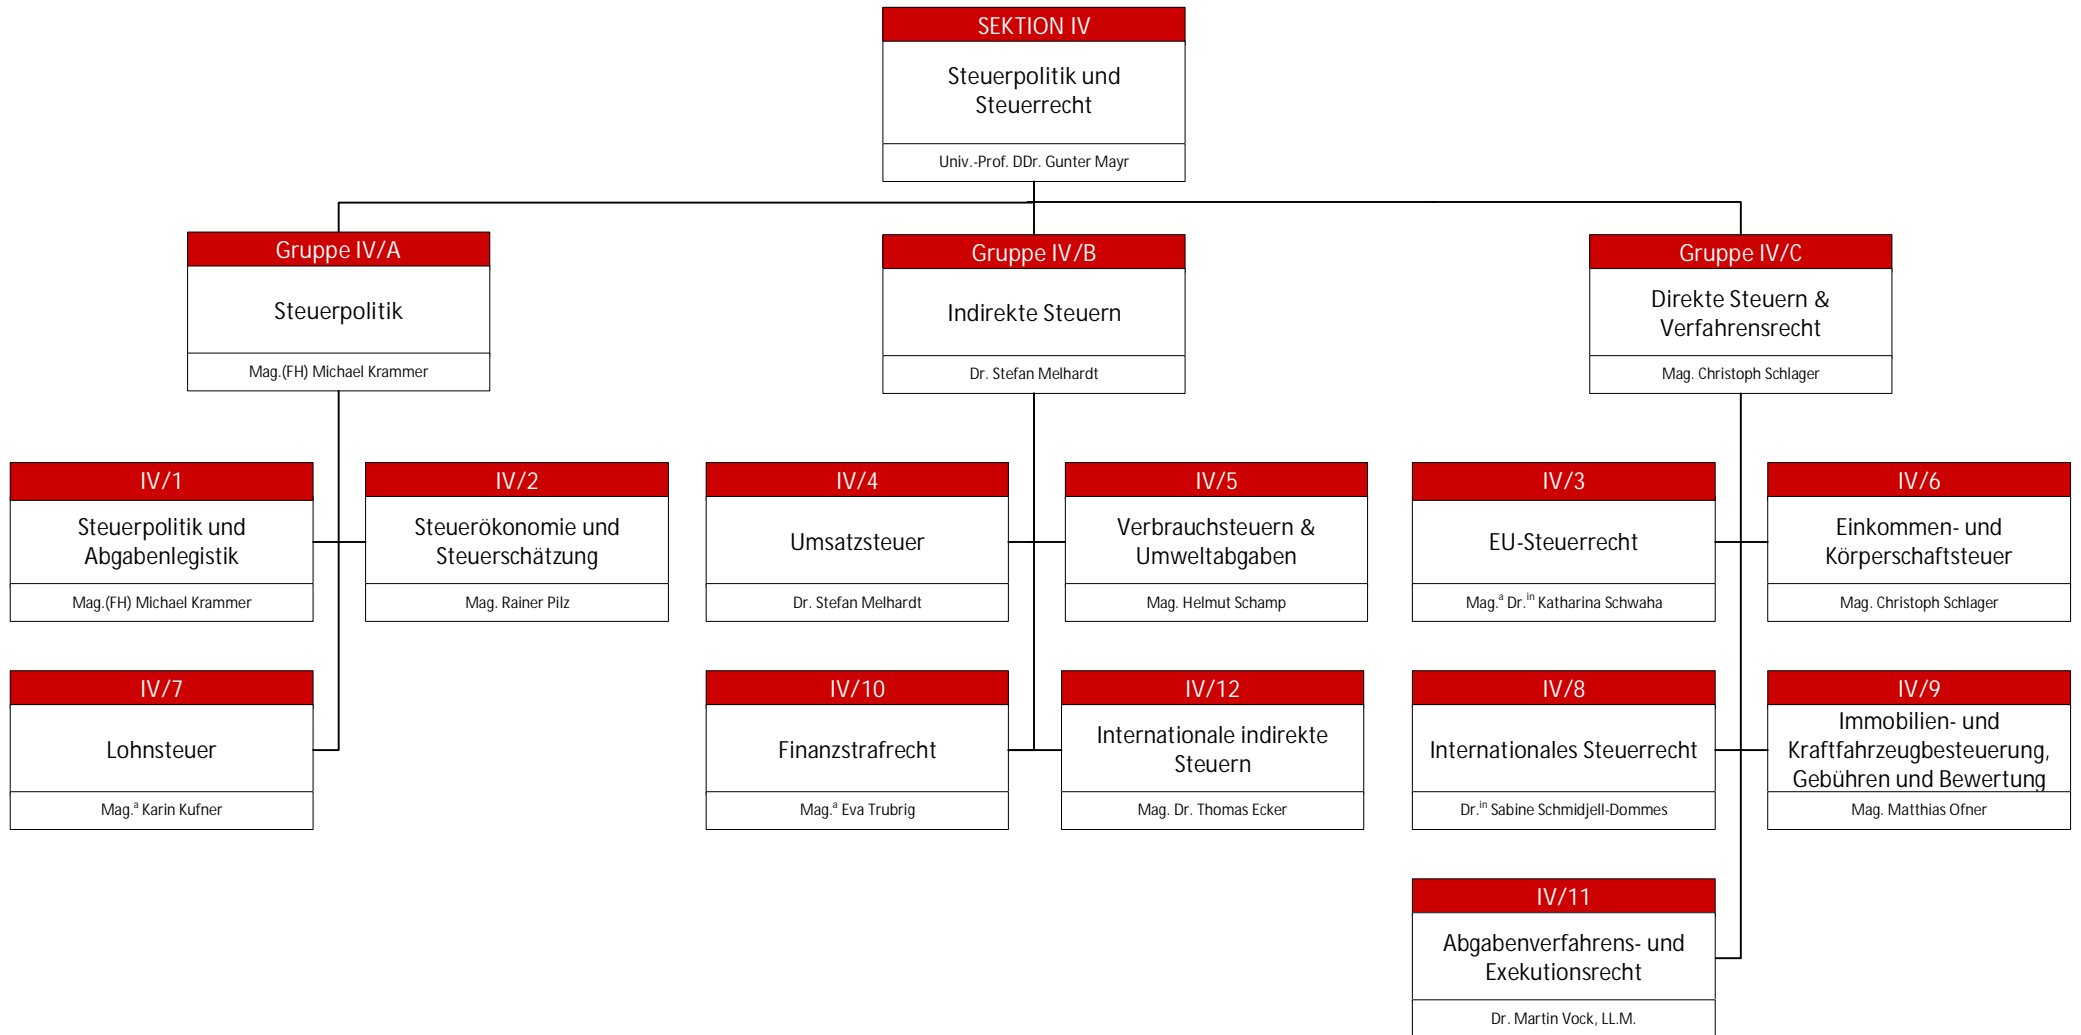 SEKTION IV
Steuerpolitik und
Steuerrecht
Univ.-Prof. DDr. Gunter Mayr
Gruppe IV/A
Steuerpolitik
Mag.(FH) Michael Krammer
Gruppe IV/B
Indirekte Steuern
Dr. Stefan Melhardt
Gruppe IV/C
Direkte Steuern &
Verfahrensrecht
Mag. Christoph Schlager
IV/1
Steuerpolitik und
Abgabenlegistik
Mag.(FH) Michael Krammer
IV/2
Steuerökonomie und
Steuerschätzung
Mag. Rainer Pilz
IV/4
Umsatzsteuer
Dr. Stefan Melhardt
IV/5
Verbrauchsteuern &
Umweltabgaben
Mag. Helmut Schamp
IV/3
EU-Steuerrecht
Mag.ª Dr.ⁱⁿ Katharina Schwaha
IV/6
Einkommen- und
Körperschaftsteuer
Mag. Christoph Schlager
IV/7
Lohnsteuer
Mag.ª Karin Kufner
IV/10
Finanzstrafrecht
Mag.ª Eva Trubrig
IV/12
Internationale indirekte
Steuern
Mag. Dr. Thomas Ecker
IV/8
Internationales Steuerrecht
Dr.ⁱⁿ Sabine Schmidjell-Dommes
IV/9
Immobilien- und
Kraftfahrzeugbesteuerung,
Gebühren und Bewertung
Mag. Matthias Ofner
IV/11
Abgabenverfahrens- und
Exekutionsrecht
Dr. Martin Vock, LL.M.